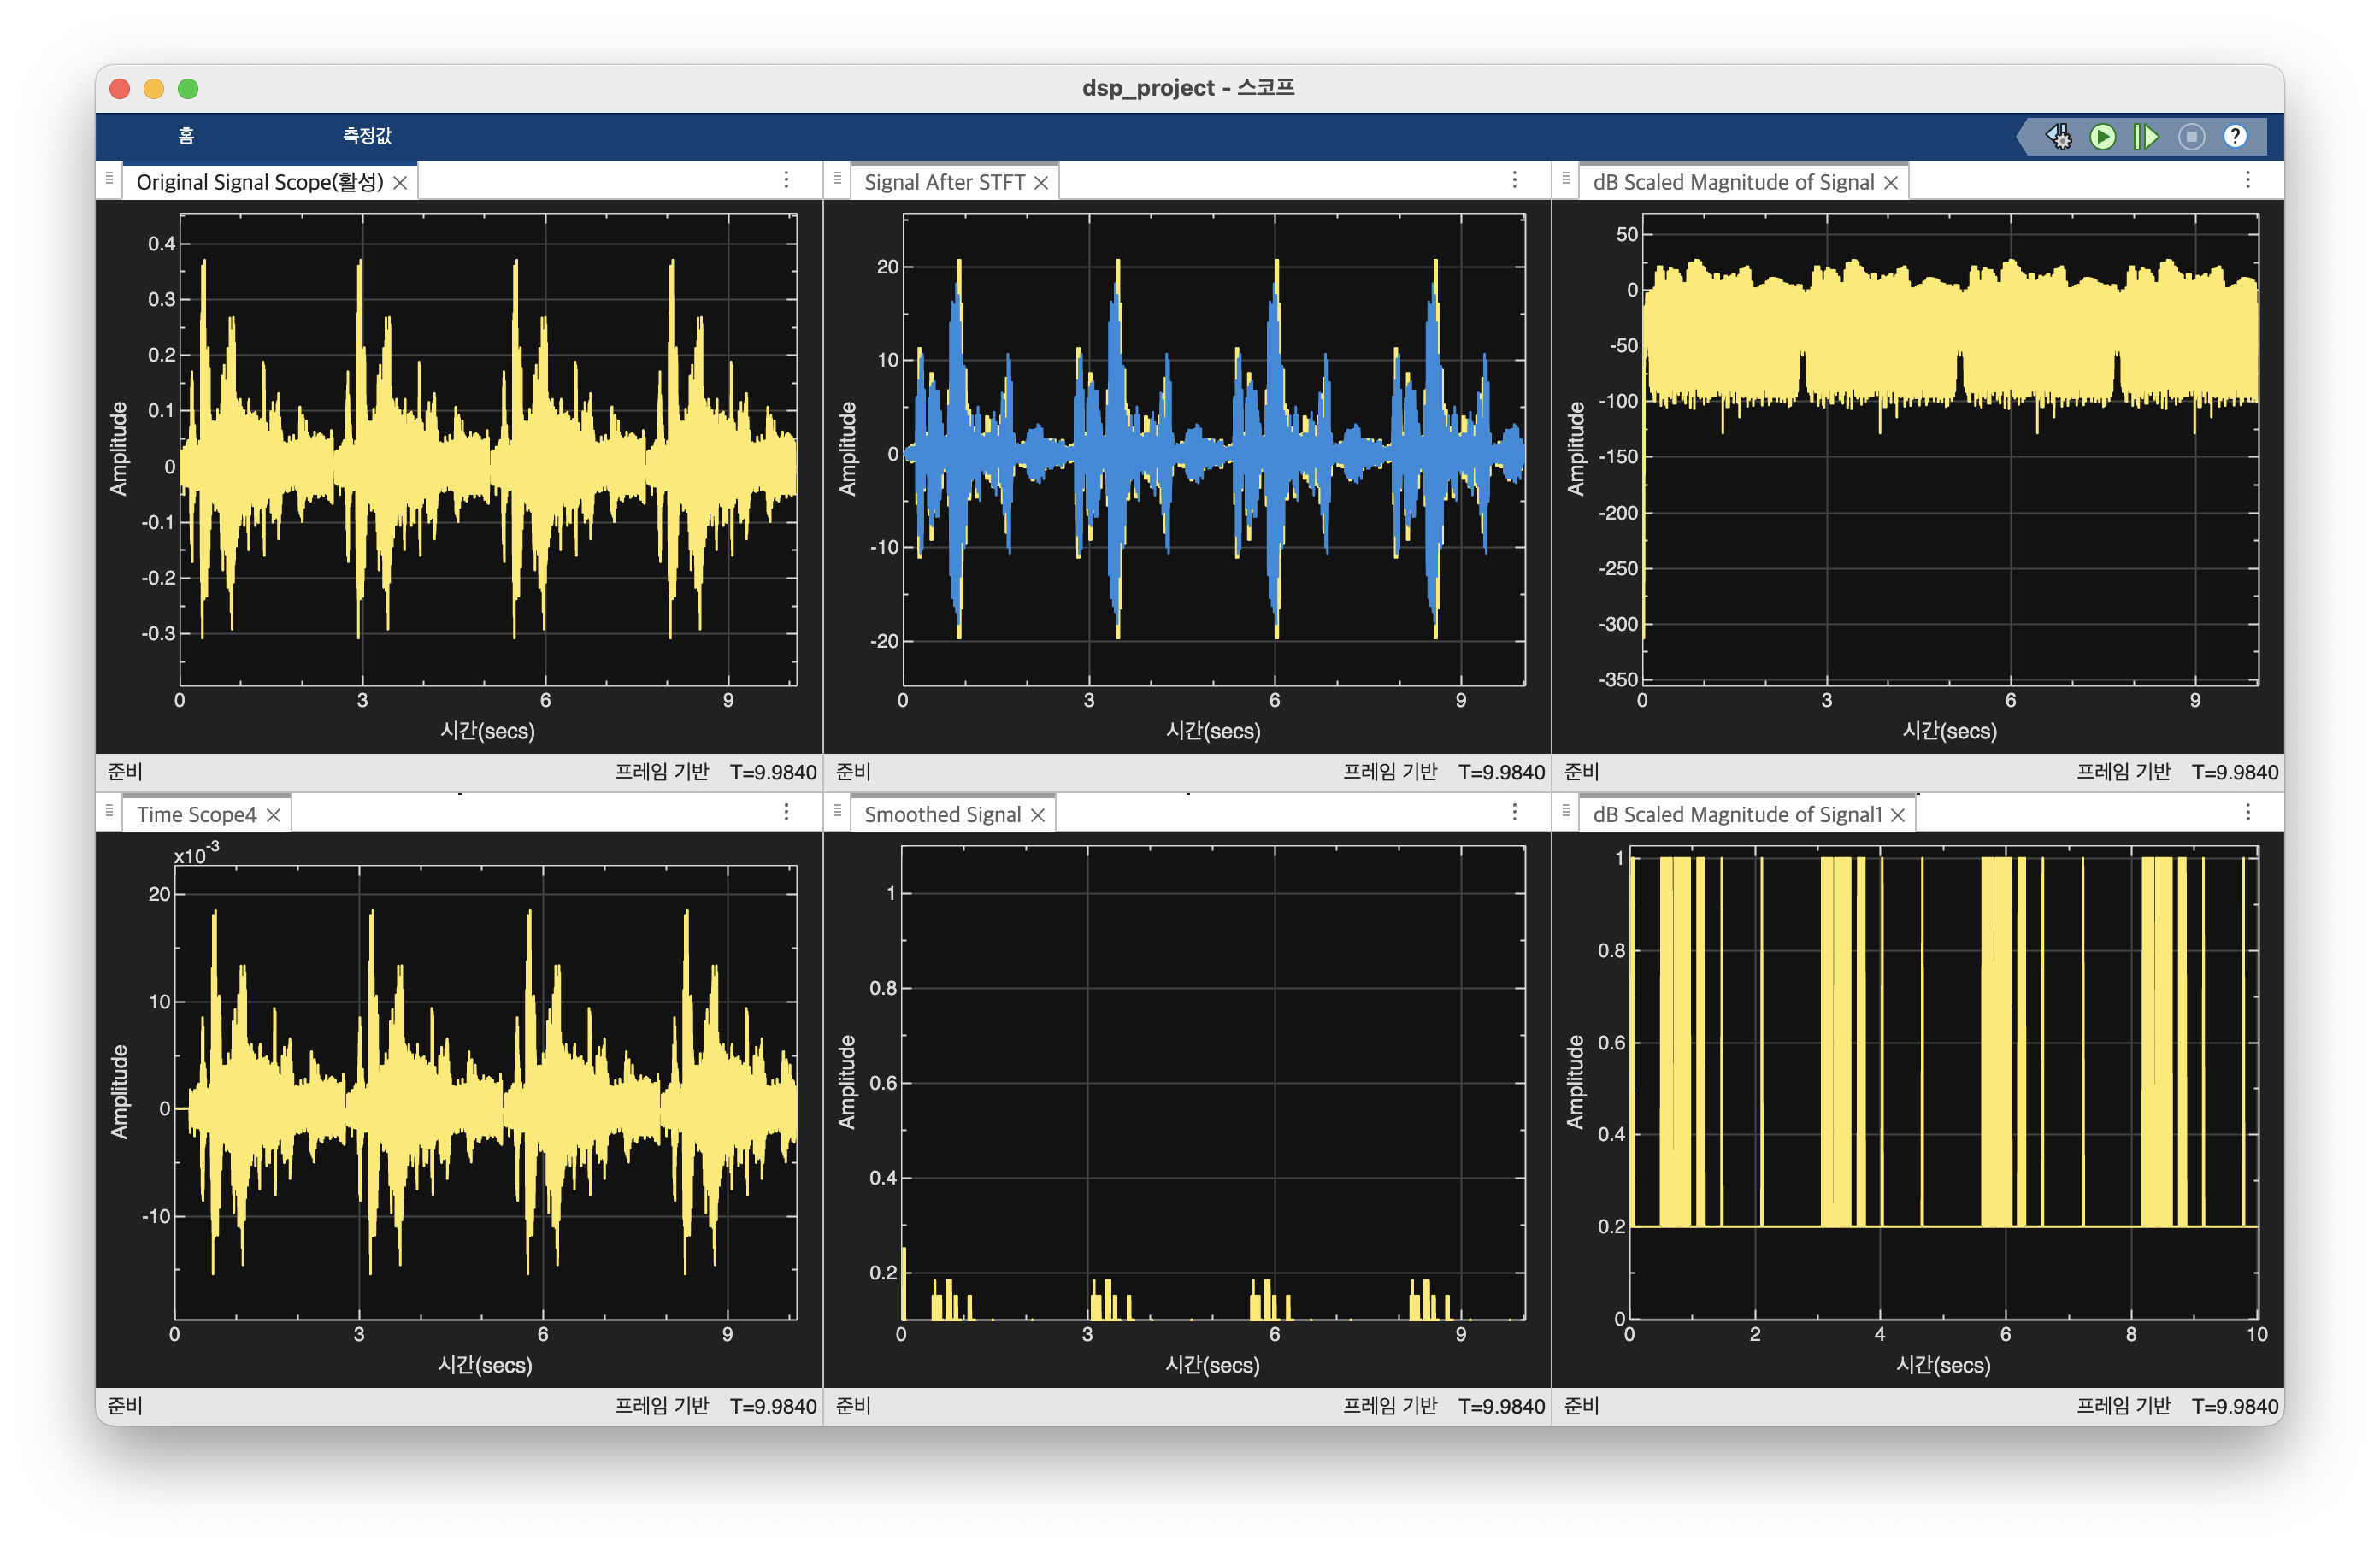 dsp_project - 스코프
홈 측정값
Original Signal Scope(활성)
0.4
0.3
0.2
0.1
0
-0.1
-0.2
-0.3
Amplitude
0 3 6 9
시간(secs)
준비 프레임 기반 T=9.9840
Signal After STFT
20
10
0
-10
-20
Amplitude
0 3 6 9
시간(secs)
준비 프레임 기반 T=9.9840
dB Scaled Magnitude of Signal
50
0
-50
-100
-150
-200
-250
-300
-350
Amplitude
0 3 6 9
시간(secs)
준비 프레임 기반 T=9.9840
Time Scope4
x10-3
20
10
0
-10
Amplitude
0 3 6 9
시간(secs)
준비 프레임 기반 T=9.9840
Smoothed Signal
1
0.8
0.6
0.4
0.2
Amplitude
0 3 6 9
시간(secs)
준비 프레임 기반 T=9.9840
dB Scaled Magnitude of Signal1
1
0.8
0.6
0.4
0.2
0
Amplitude
0 2 4 6 8 10
시간(secs)
준비 프레임 기반 T=9.9840